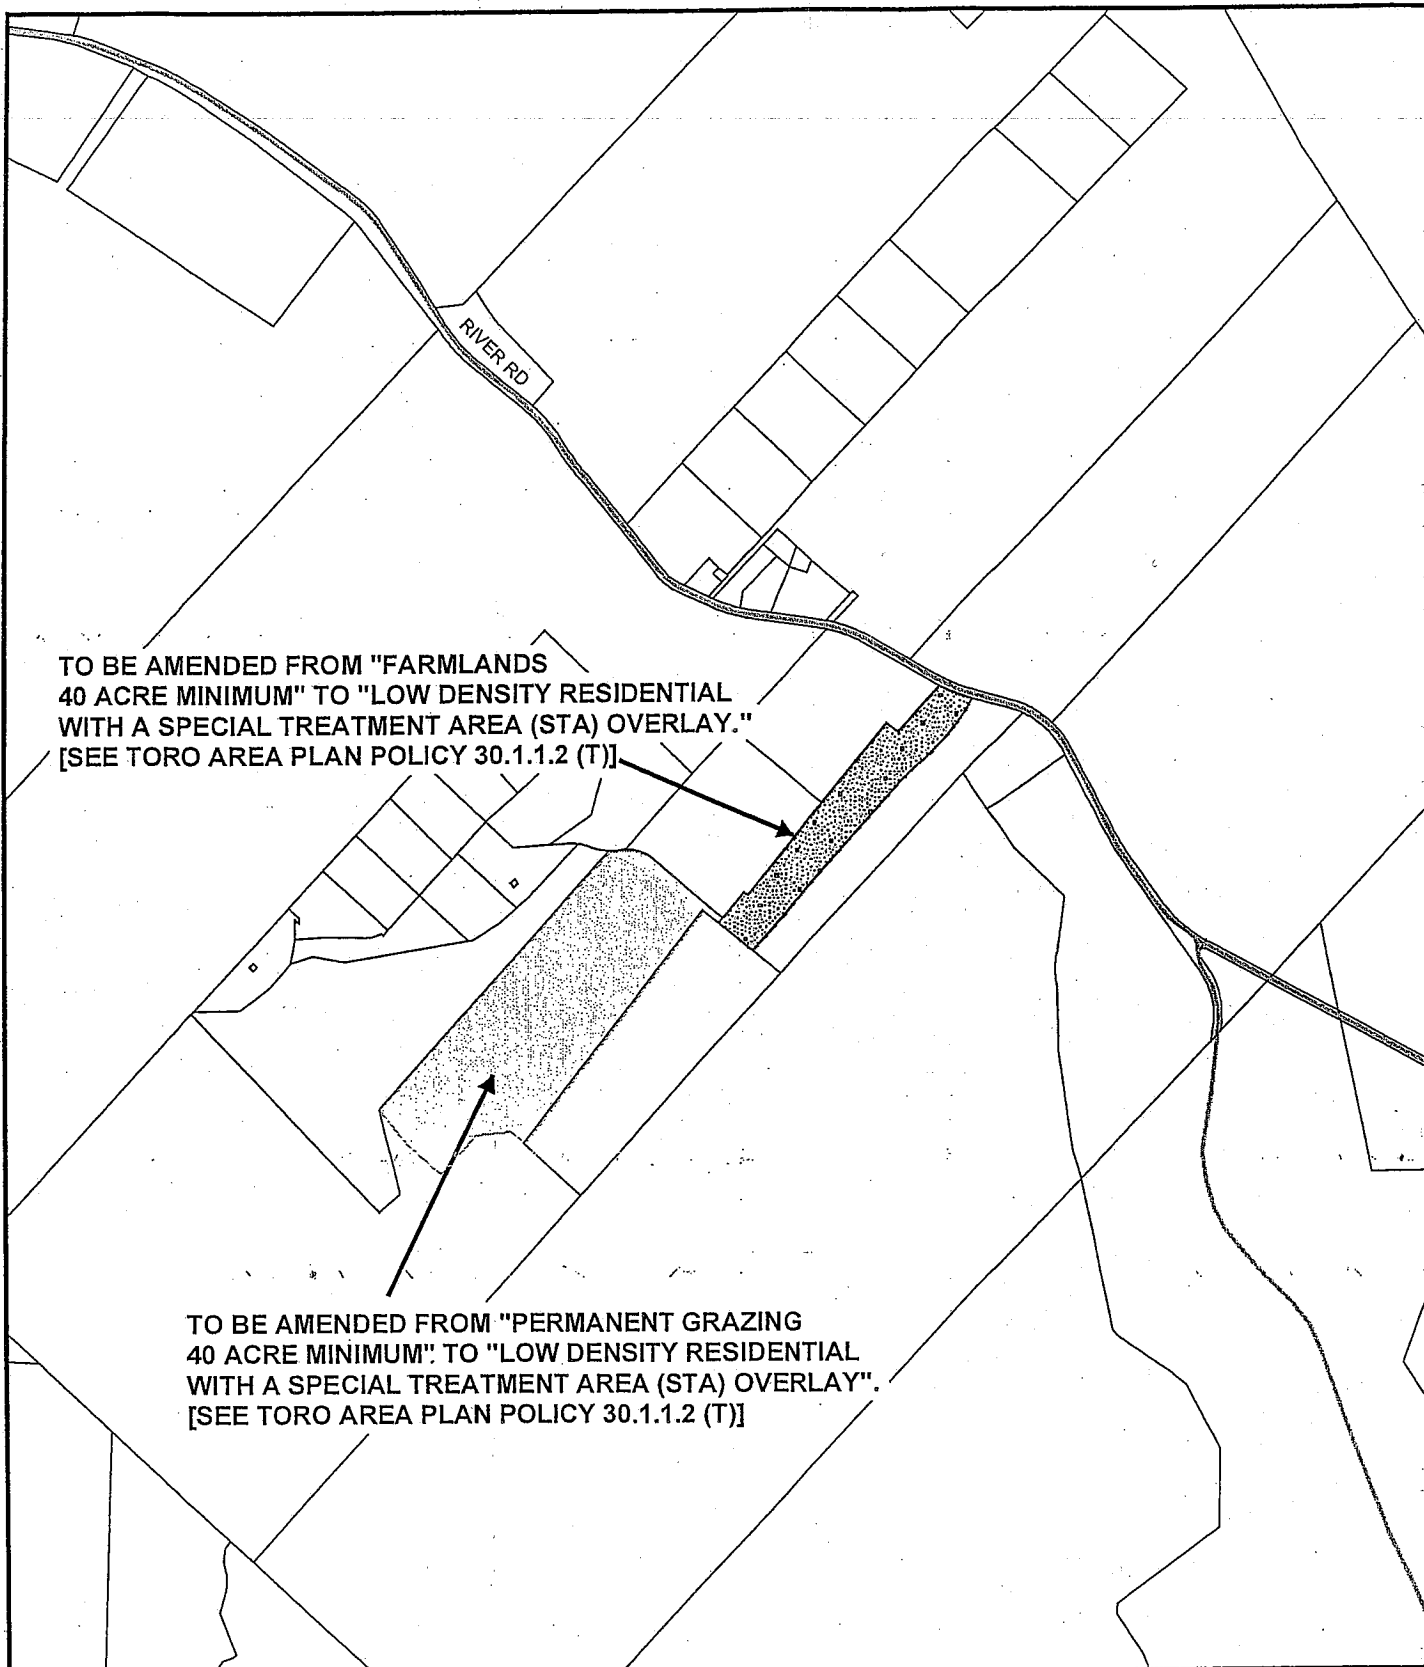 RIVER RD
TO BE AMENDED FROM "FARMLANDS
40 ACRE MINIMUM" TO "LOW DENSITY RESIDENTIAL
WITH A SPECIAL TREATMENT AREA (STA) OVERLAY."
[SEE TORO AREA PLAN POLICY 30.1.1.2 (T)]
TO BE AMENDED FROM "PERMANENT GRAZING
40 ACRE MINIMUM" TO "LOW DENSITY RESIDENTIAL
WITH A SPECIAL TREATMENT AREA (STA) OVERLAY".
[SEE TORO AREA PLAN POLICY 30.1.1.2 (T)]